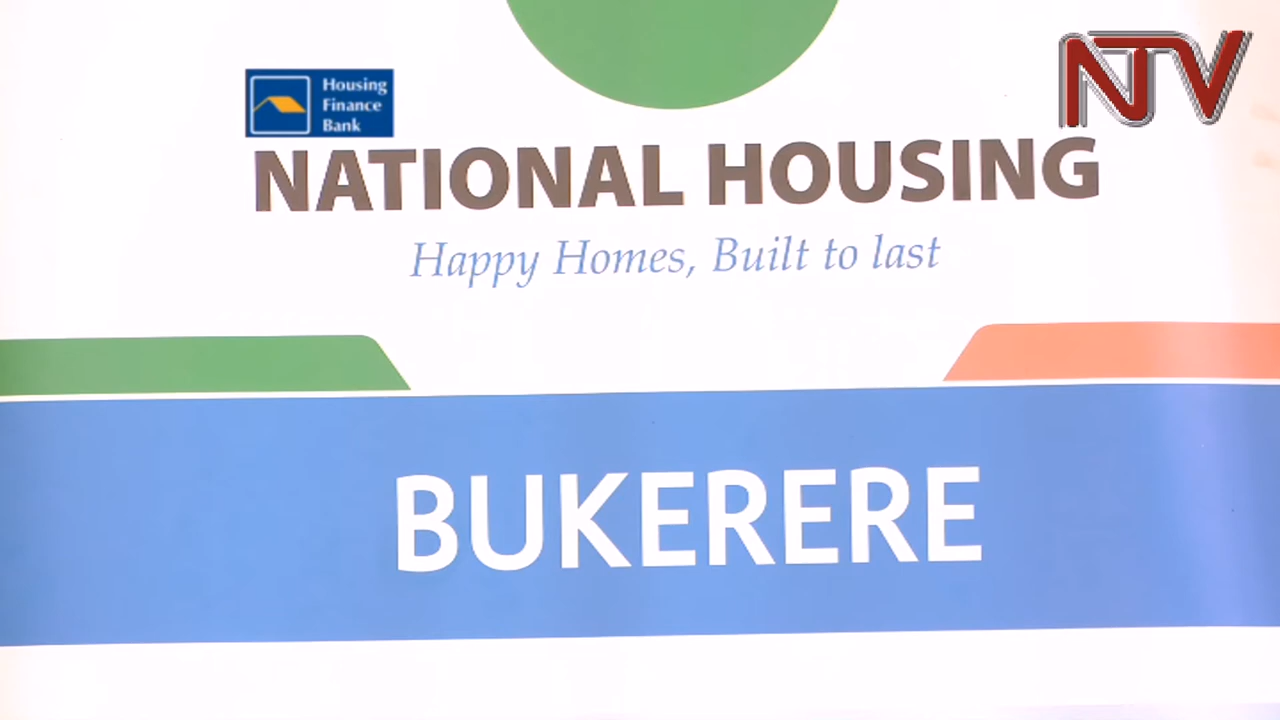 NTV
Housing
Finance
Bank
NATIONAL HOUSING
Happy Homes, Built to last
BUKERERE